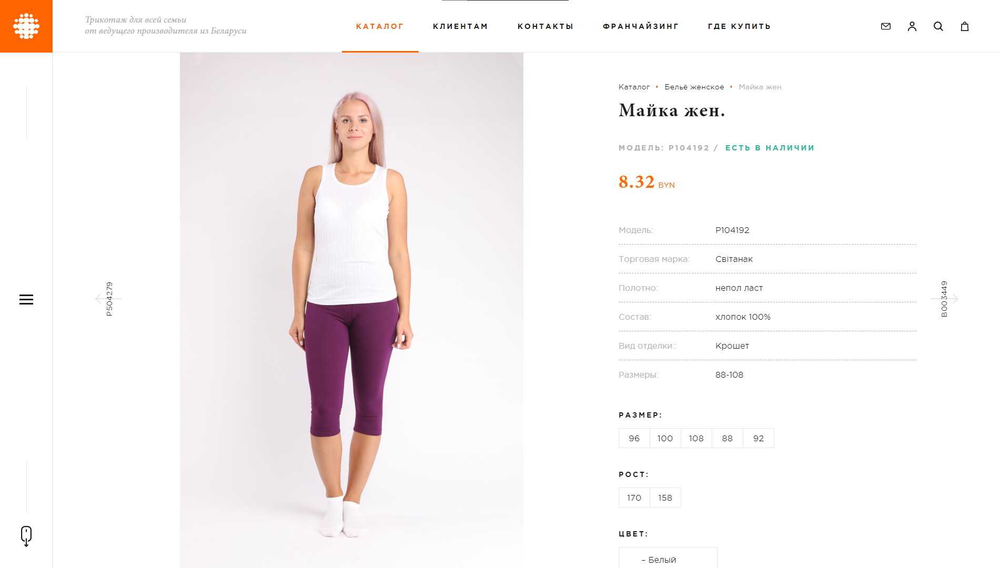 Трикотаж для всей семьи
от ведущего производителя из Беларуси
КАТАЛОГ
КЛИЕНТАМ
КОНТАКТЫ
ФРАНЧАЙЗИНГ
ГДЕ КУПИТЬ
Каталог • Бельё женское • Майка жен.
Майка жен.
МОДЕЛЬ: P104192 / ЕСТЬ В НАЛИЧИИ
8.32 BYN
Модель: P104192
Торговая марка: Світанак
Полотно: непол ласт
Состав: хлопок 100%
Вид отделки:: Крошет
Размеры: 88-108
РАЗМЕР:
96 100 108 88 92
РОСТ:
170 158
ЦВЕТ:
– Белый
P504279
B003449